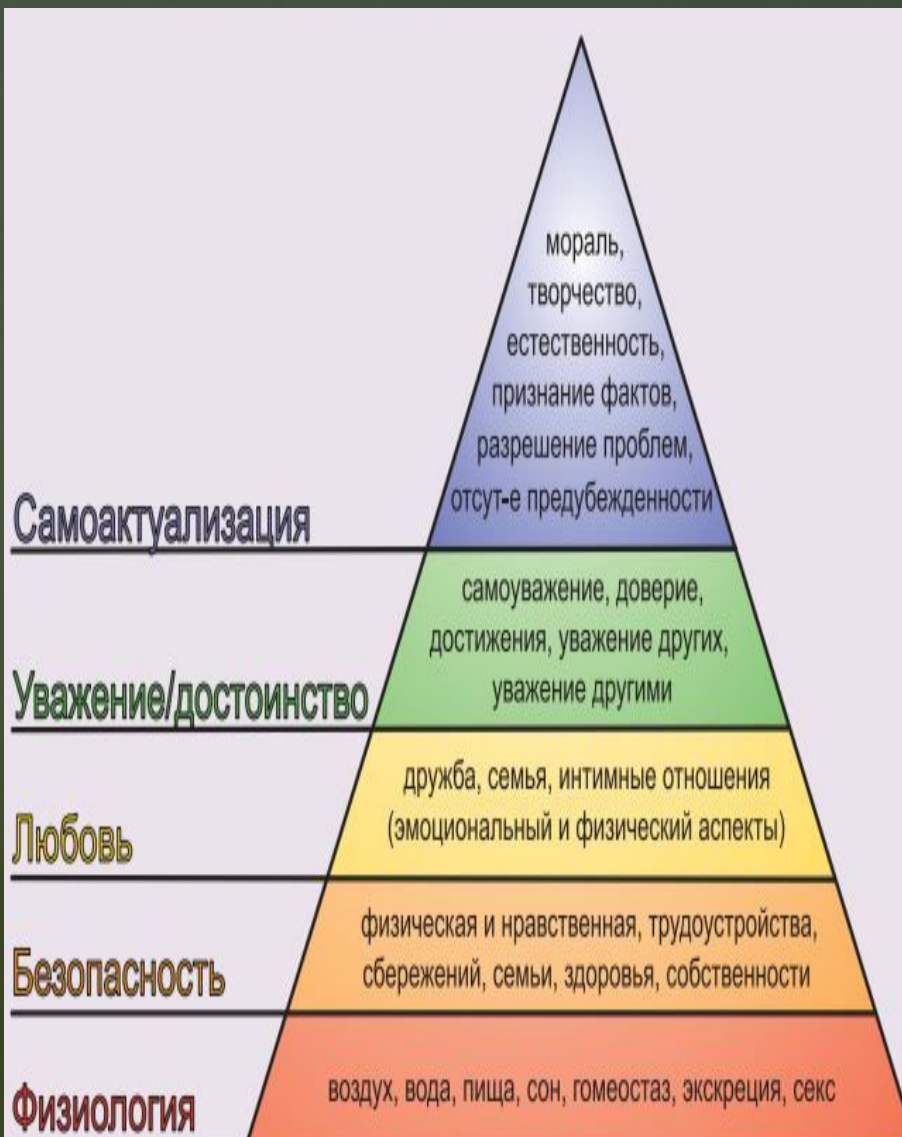 мораль,
творчество,
естественность,
признание фактов,
разрешение проблем,
отсут-е предубежденности
Самоактуализация
самоуважение, доверие,
достижения, уважение других,
уважение другими
Уважение/достоинство
дружба, семья, интимные отношения
(эмоциональный и физический аспекты)
Любовь
физическая и нравственная, трудоустройства,
сбережений, семьи, здоровья, собственности
Безопасность
воздух, вода, пища, сон, гомеостаз, экскреция, секс
Физиология